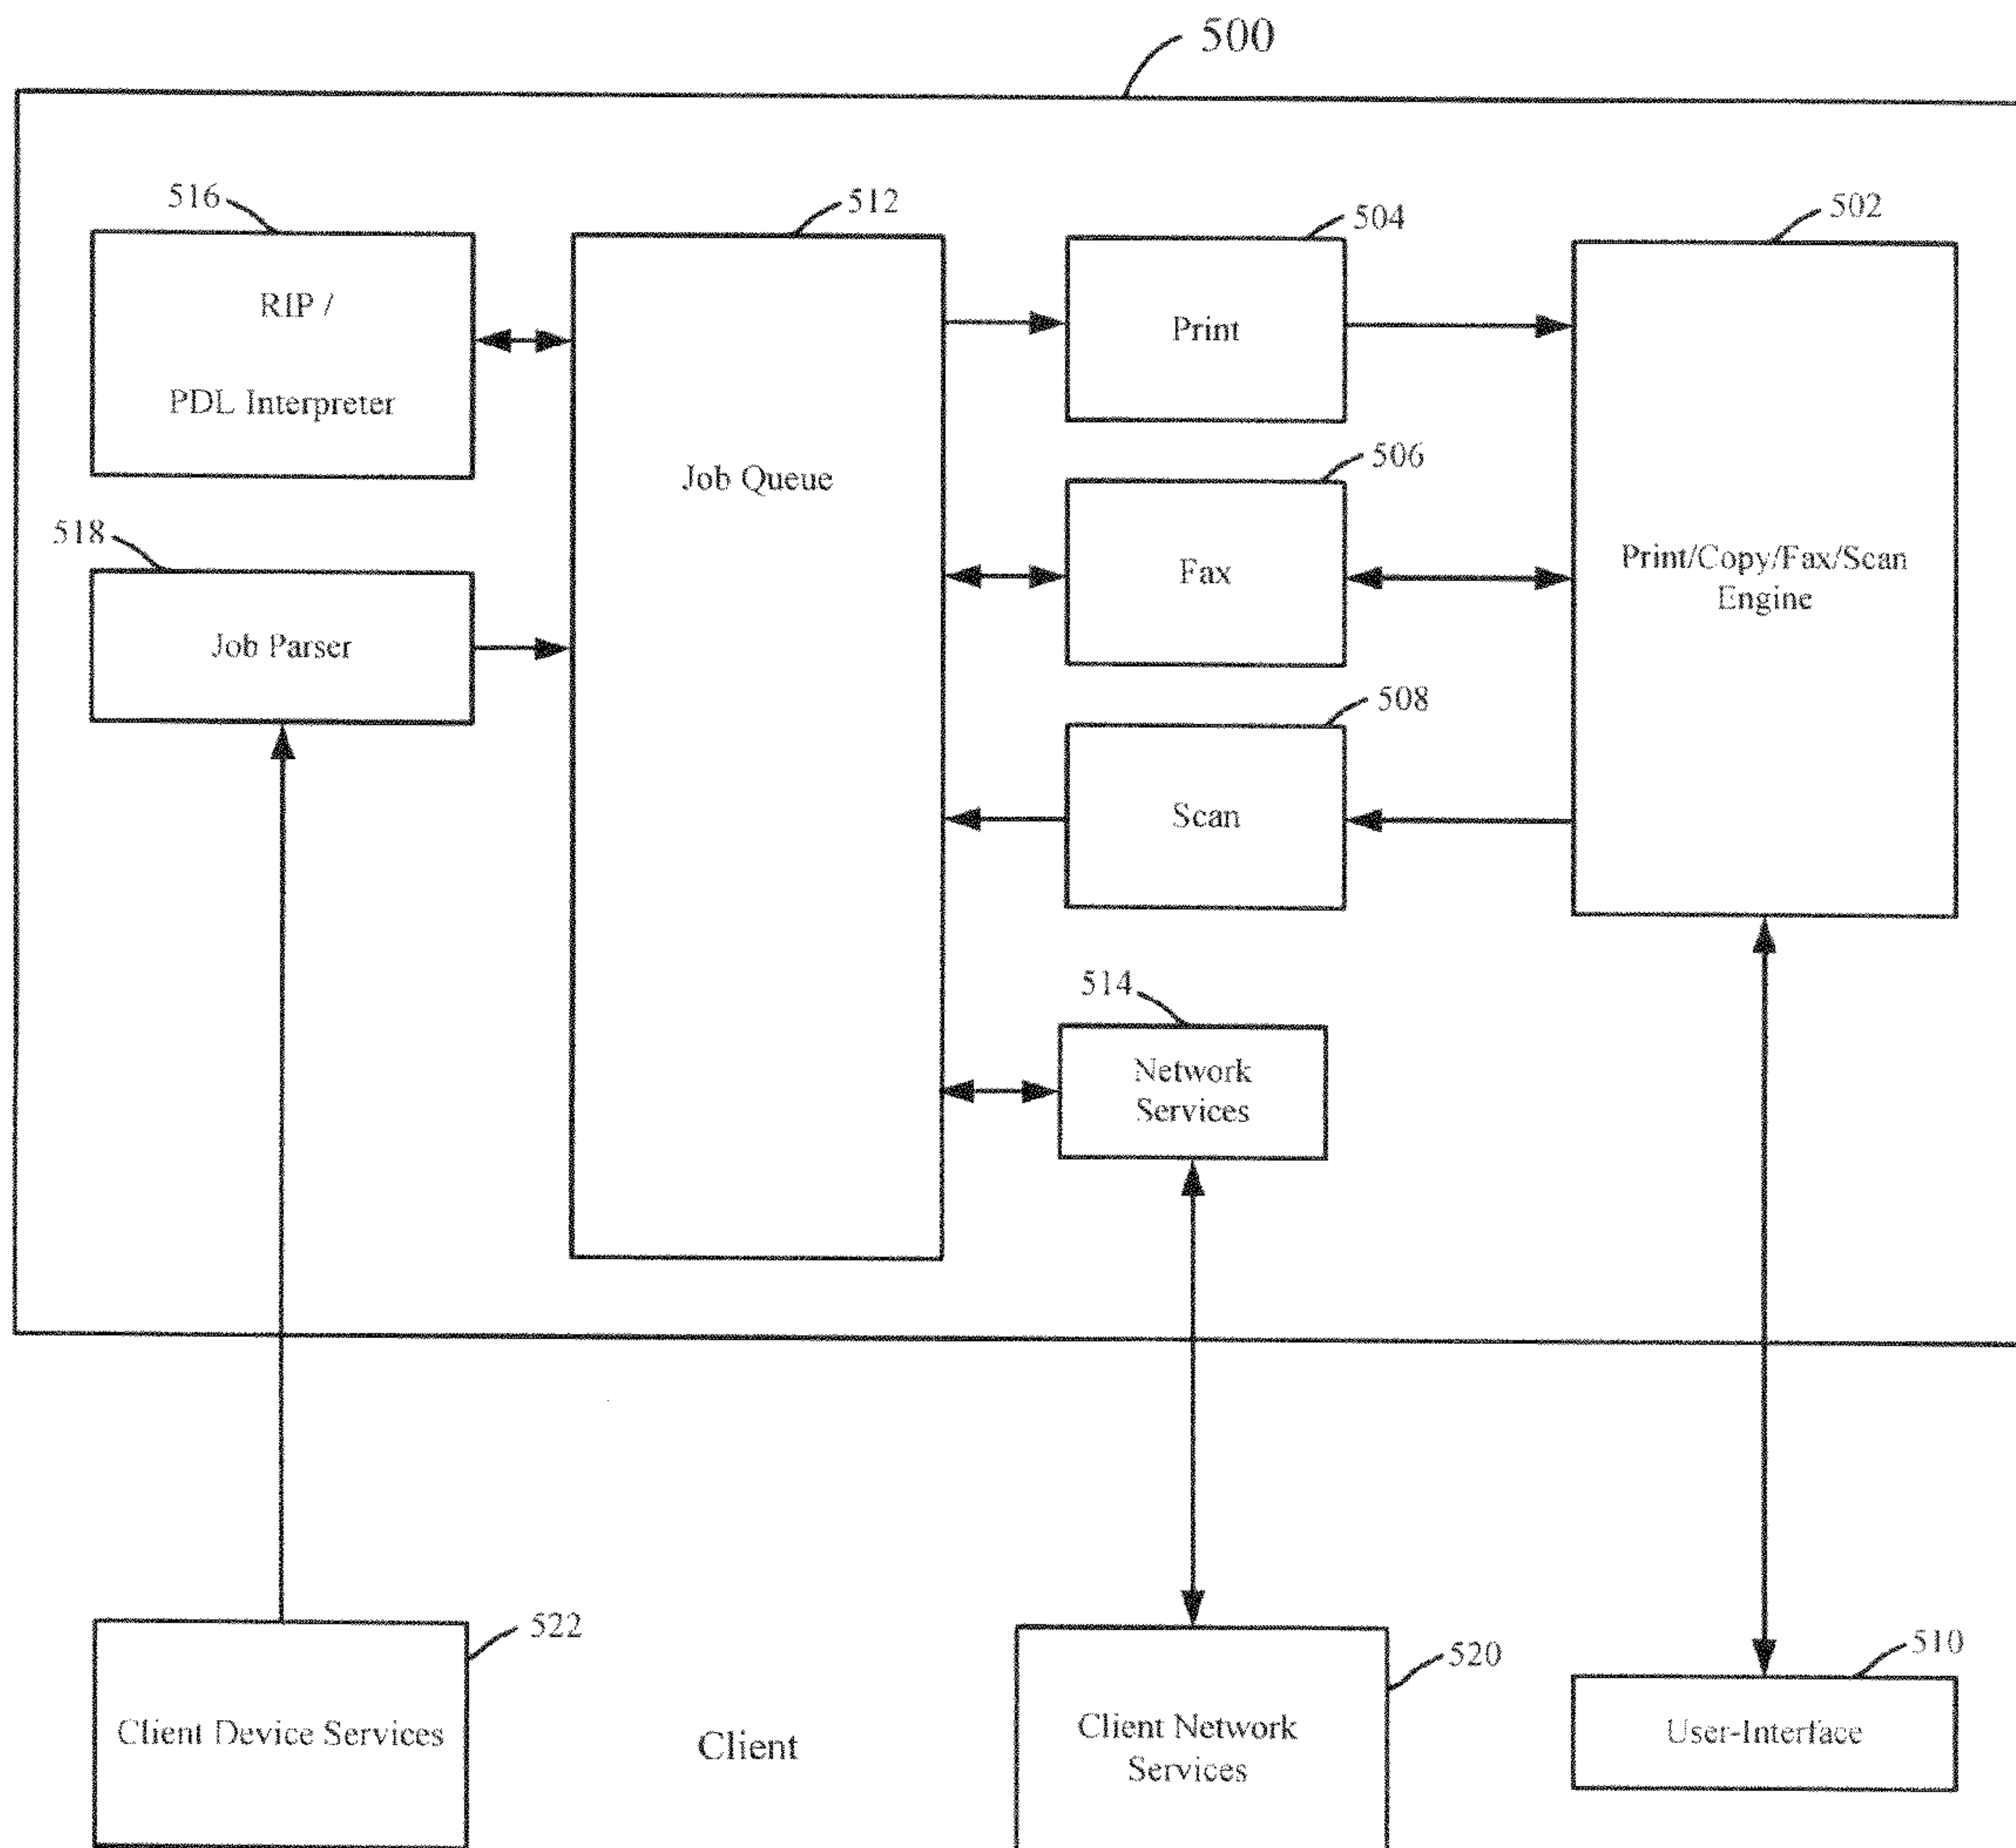 500
516
512
504
502
RIP /
PDL Interpreter
Job Queue
Print
506
Fax
Print/Copy/Fax/Scan
Engine
518
Job Parser
508
Scan
514
Network
Services
522
Client Device Services
Client
520
Client Network
Services
510
User-Interface